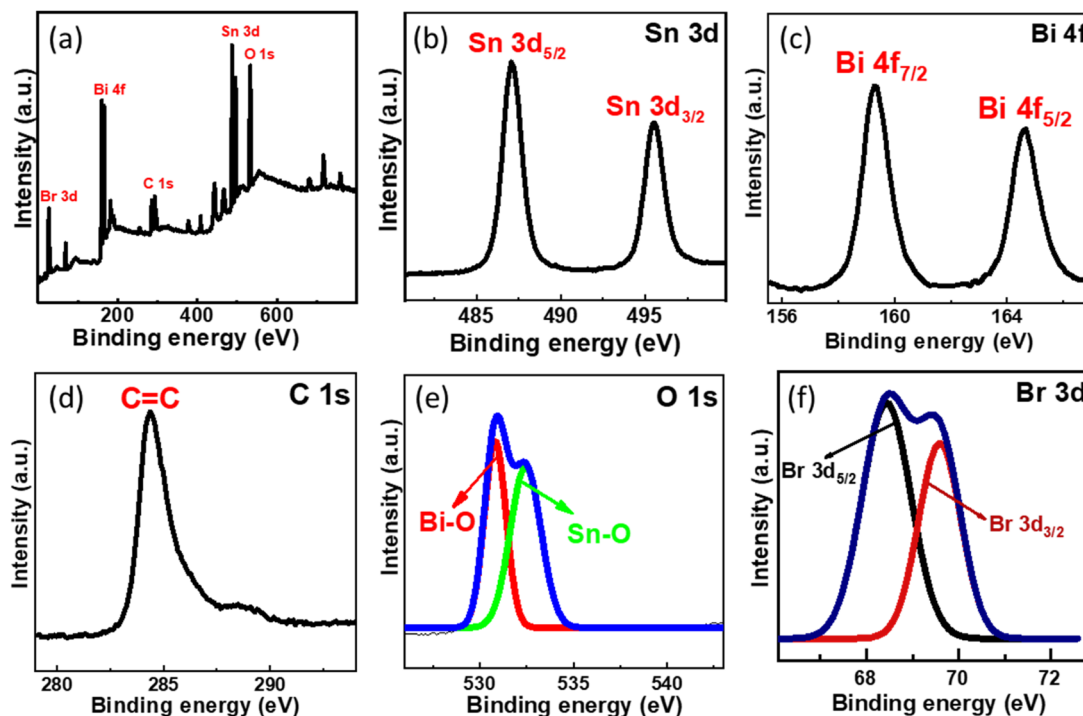 (a)
Sn 3d
O 1s
Bi 4f
C 1s
Br 3d
Intensity (a.u.)
200 400 600
Binding energy (eV)
(b)
Sn 3d
Sn 3d5/2
Sn 3d3/2
Intensity (a.u.)
485 490 495
Binding energy (eV)
(c)
Bi 4f
Bi 4f7/2
Bi 4f5/2
Intensity (a.u.)
156 160 164
Binding energy (eV)
(d)
C 1s
C=C
Intensity (a.u.)
280 285 290
Binding energy (eV)
(e)
O 1s
Bi-O
Sn-O
Intensity (a.u.)
530 535 540
Binding energy (eV)
(f)
Br 3d
Br 3d5/2
Br 3d3/2
Intensity (a.u.)
68 70 72
Binding energy (eV)